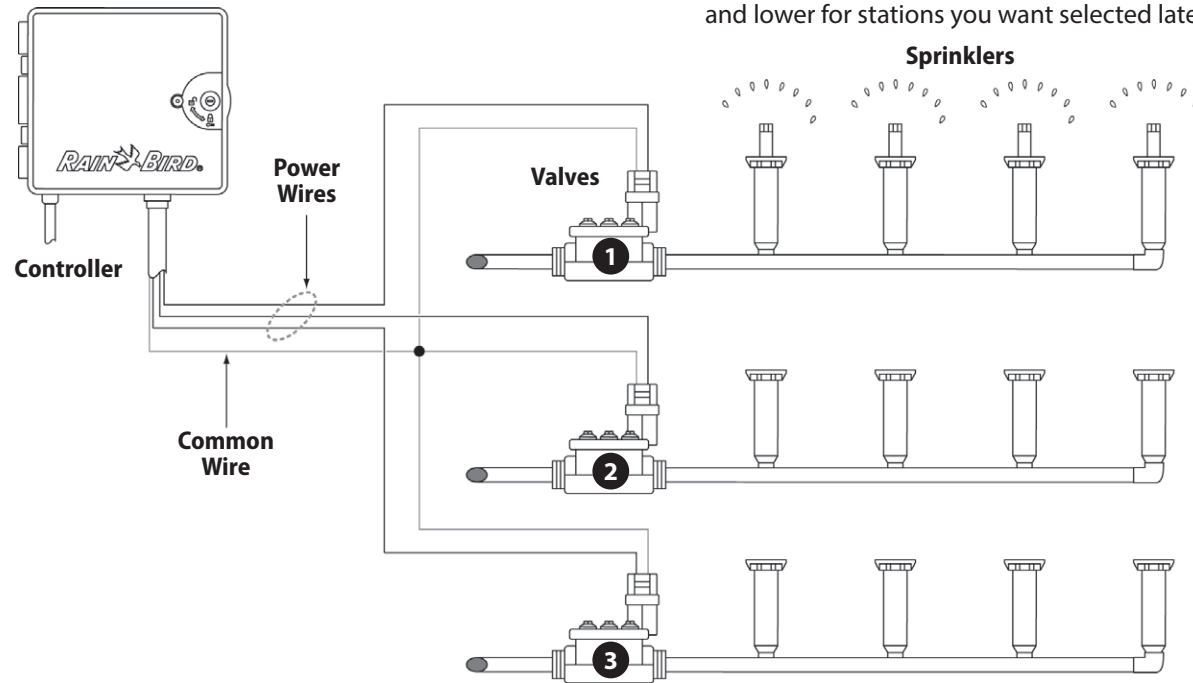 and lower for stations you want selected late
Sprinklers
RAIN BIRD.
Power
Wires
Valves
Controller
1
Common
Wire
2
3